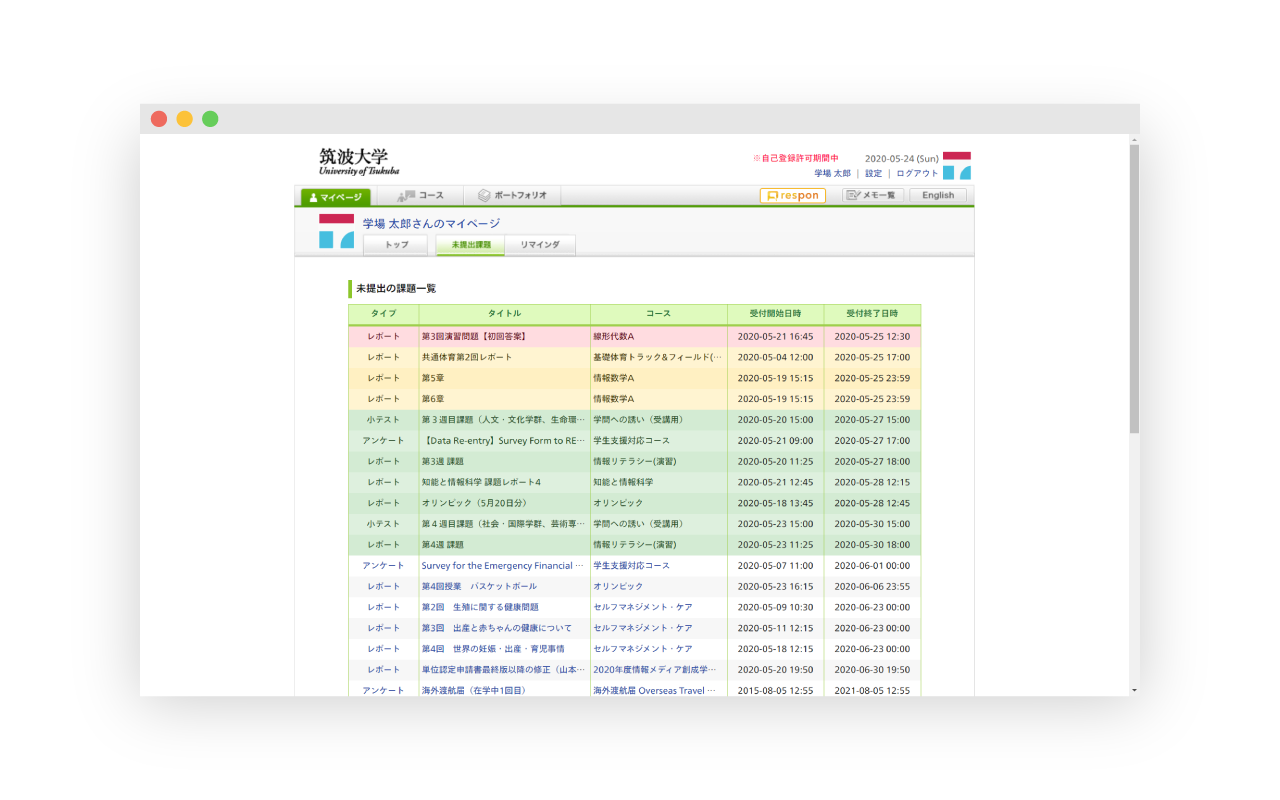 筑波大学
University of Tsukuba
※自己登録許可期間中 2020-05-24 (Sun)
学場 太郎 | 設定 | ログアウト
マイページ コース ポートフォリオ respon メモ一覧 English
学場 太郎さんのマイページ
トップ 未提出課題 リマインダ
未提出の課題一覧
タイプ タイトル コース 受付開始日時 受付終了日時
レポート 第3回演習問題【初回答案】 線形代数A 2020-05-21 16:45 2020-05-25 12:30
レポート 共通体育第2回レポート 基礎体育トラック&フィールド(… 2020-05-04 12:00 2020-05-25 17:00
レポート 第5章 情報数学A 2020-05-19 15:15 2020-05-25 23:59
レポート 第6章 情報数学A 2020-05-19 15:15 2020-05-25 23:59
小テスト 第３週目課題（人文・文化学群、生命環… 学問への誘い（受講用） 2020-05-20 15:00 2020-05-27 15:00
アンケート 【Data Re-entry】Survey Form to RE… 学生支援対応コース 2020-05-21 09:00 2020-05-27 17:00
レポート 第3週 課題 情報リテラシー(演習) 2020-05-20 11:25 2020-05-27 18:00
レポート 知能と情報科学 課題レポート4 知能と情報科学 2020-05-21 12:45 2020-05-28 12:15
レポート オリンピック（5月20日分） オリンピック 2020-05-18 13:45 2020-05-28 12:45
小テスト 第４週目課題（社会・国際学群、芸術専… 学問への誘い（受講用） 2020-05-23 15:00 2020-05-30 15:00
レポート 第4週 課題 情報リテラシー(演習) 2020-05-23 11:25 2020-05-30 18:00
アンケート Survey for the Emergency Financial … 学生支援対応コース 2020-05-07 11:00 2020-06-01 00:00
レポート 第4回授業　バスケットボール オリンピック 2020-05-23 16:15 2020-06-06 23:55
レポート 第2回　生殖に関する健康問題 セルフマネジメント・ケア 2020-05-09 10:30 2020-06-23 00:00
レポート 第3回　出産と赤ちゃんの健康について セルフマネジメント・ケア 2020-05-11 12:15 2020-06-23 00:00
レポート 第4回　世界の妊娠・出産・育児事情 セルフマネジメント・ケア 2020-05-18 12:15 2020-06-23 00:00
レポート 単位認定申請書最終版以降の修正（山本… 2020年度情報メディア創成学… 2020-05-20 19:50 2020-06-30 19:50
アンケート 海外渡航届（在学中1回目） 海外渡航届 Overseas Travel … 2015-08-05 12:55 2021-08-05 12:55